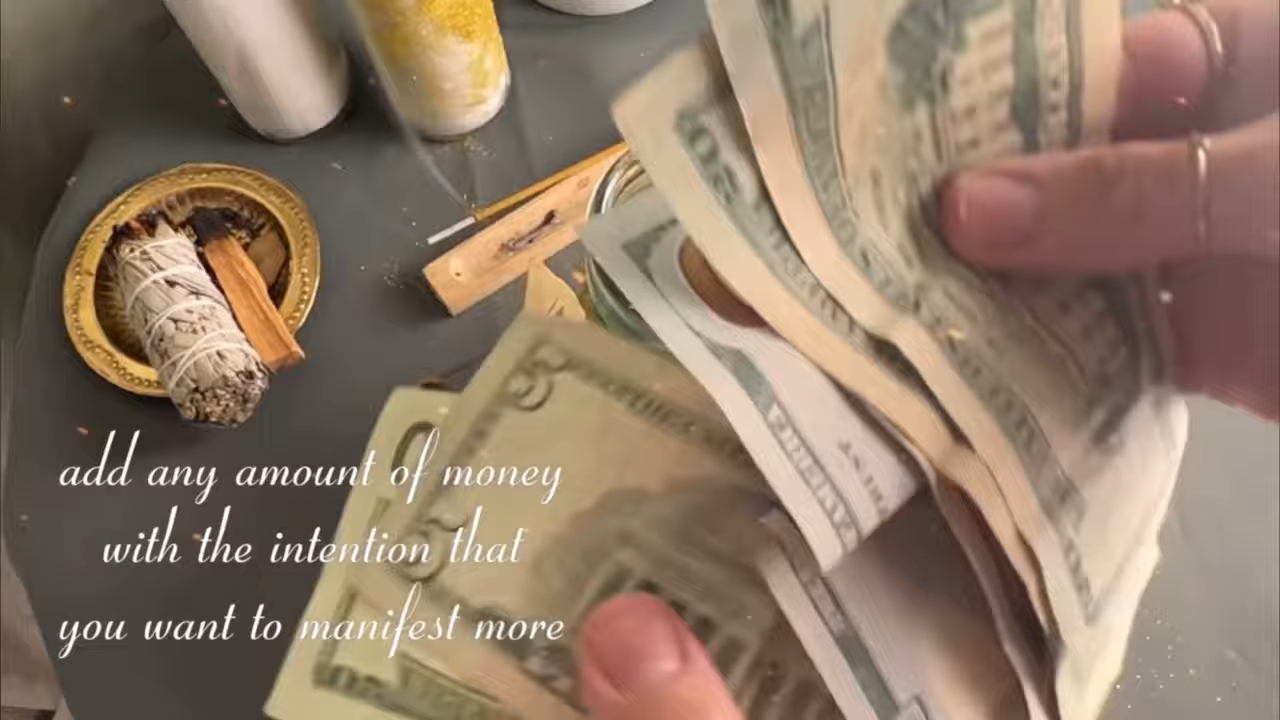 add any amount of money
with the intention that
you want to manifest more